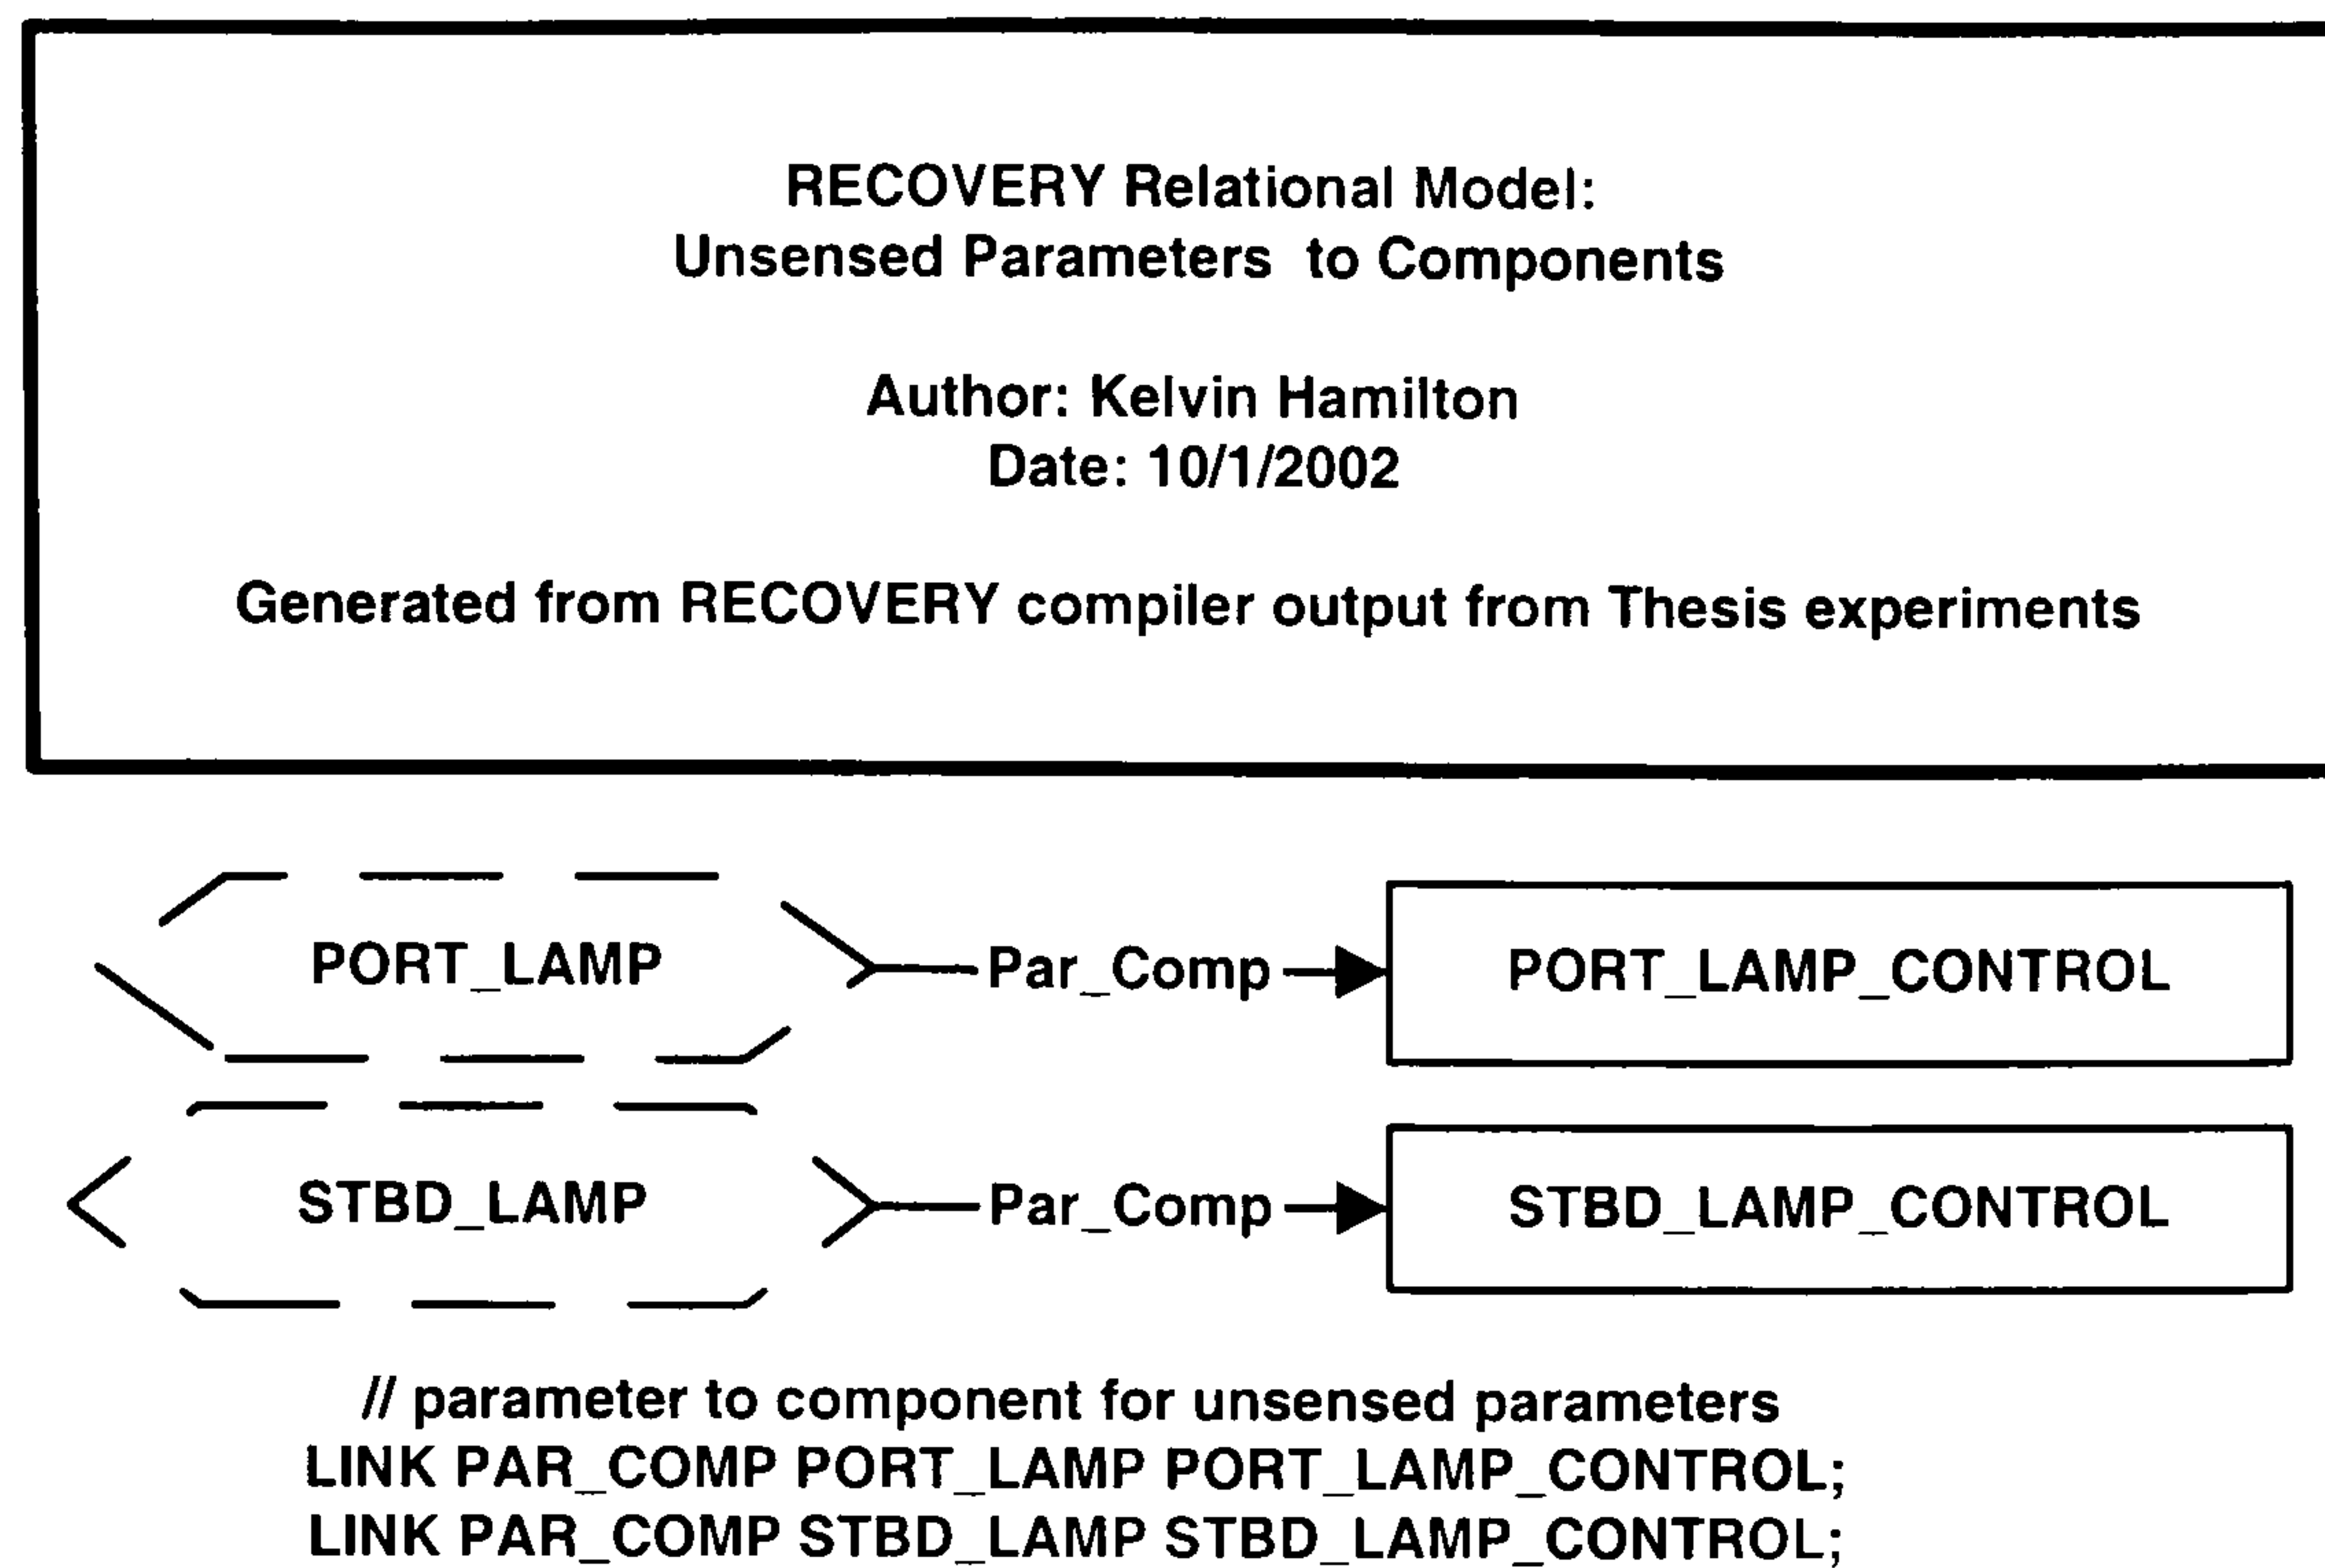 RECOVERY Relational Model:
Unsensed Parameters to Components
Author: Kelvin Hamilton
Date: 10/1/2002
Generated from RECOVERY compiler output from Thesis experiments
PORT_LAMP Par_Comp PORT_LAMP_CONTROL
STBD_LAMP Par_Comp STBD_LAMP_CONTROL
// parameter to component for unsensed parameters
LINK PAR_COMP PORT_LAMP PORT_LAMP_CONTROL;
LINK PAR_COMP STBD_LAMP STBD_LAMP_CONTROL;